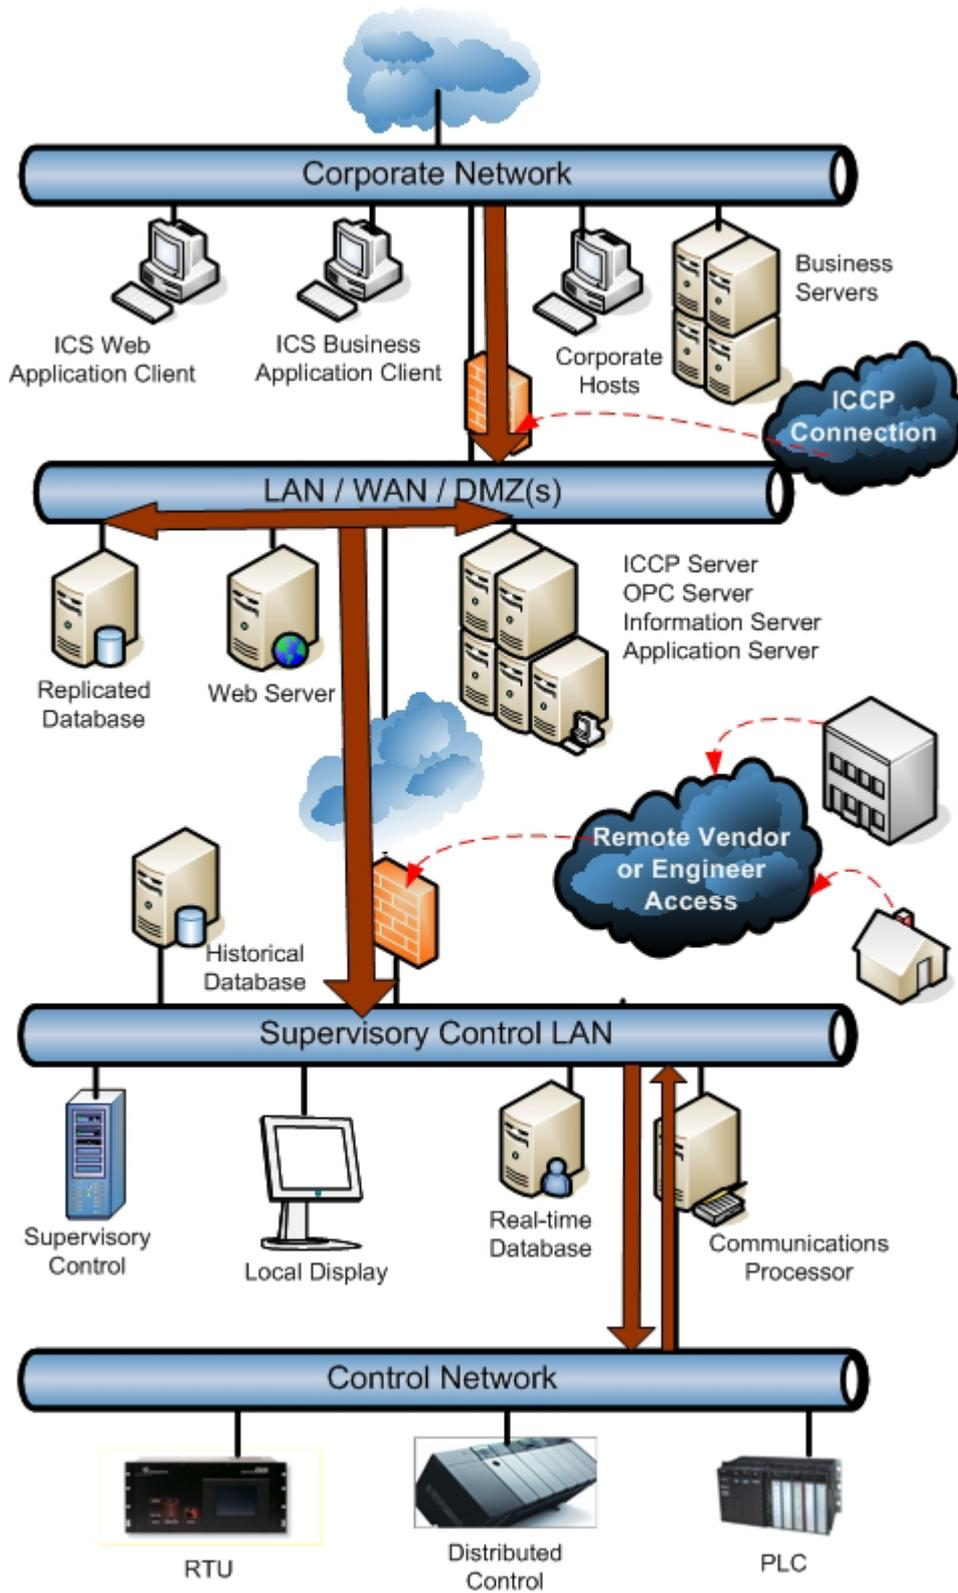 Corporate Network
ICS Web
Application Client
ICS Business
Application Client
Corporate
Hosts
Business
Servers
ICCP
Connection
LAN / WAN / DMZ(s)
Replicated
Database
Web Server
ICCP Server
OPC Server
Information Server
Application Server
Remote Vendor
or Engineer
Access
Historical
Database
Supervisory Control LAN
Supervisory
Control
Local Display
Real-time
Database
Communications
Processor
Control Network
RTU
Distributed
Control
PLC